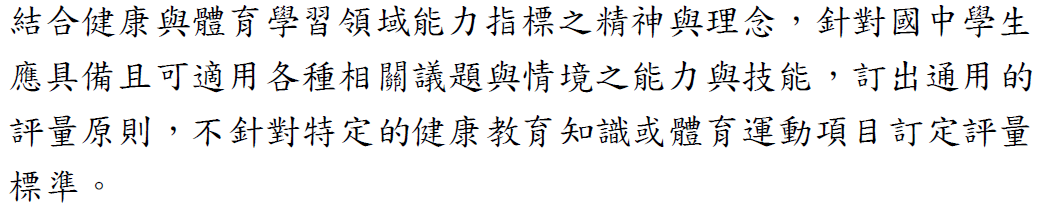 結合健康與體育學習領域能力指標之精神與理念，針對國中學生
應具備且可適用各種相關議題與情境之能力與技能，訂出通用的
評量原則，不針對特定的健康教育知識或體育運動項目訂定評量
標準。